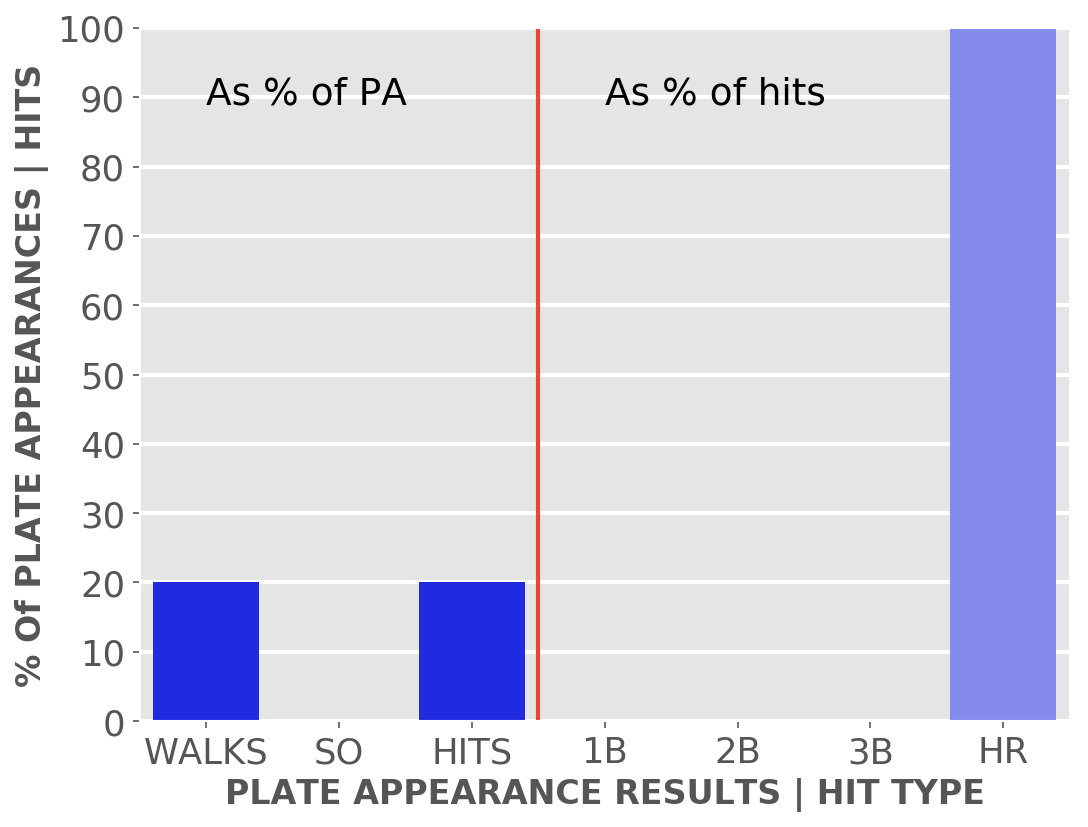 100
90
80
70
60
50
40
30
20
10
0
% Of PLATE APPEARANCES | HITS
As % of PA
As % of hits
WALKS SO HITS 1B 2B 3B HR
PLATE APPEARANCE RESULTS | HIT TYPE